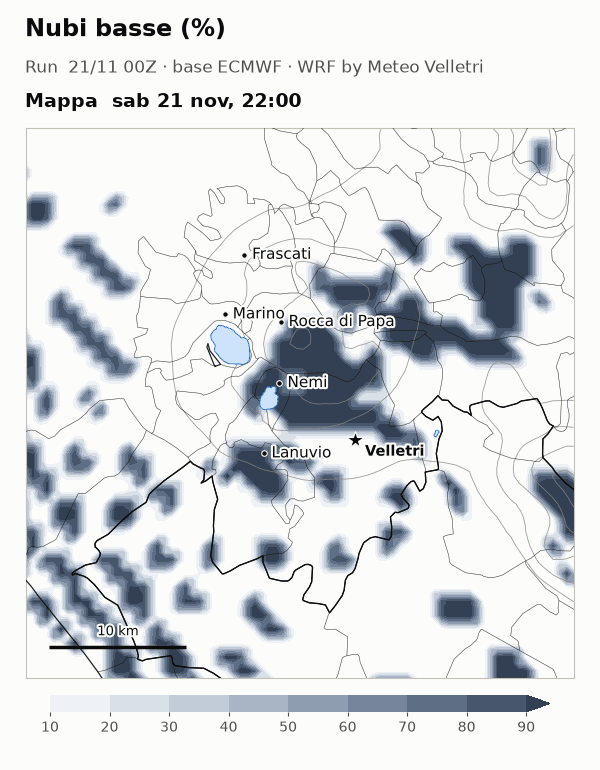 Nubi basse (%)
Run  21/11 00Z · base ECMWF · WRF by Meteo Velletri
Mappa  sab 21 nov, 22:00
Frascati
Marino
Rocca di Papa
Nemi
Velletri
Lanuvio
10 km
10 20 30 40 50 60 70 80 90